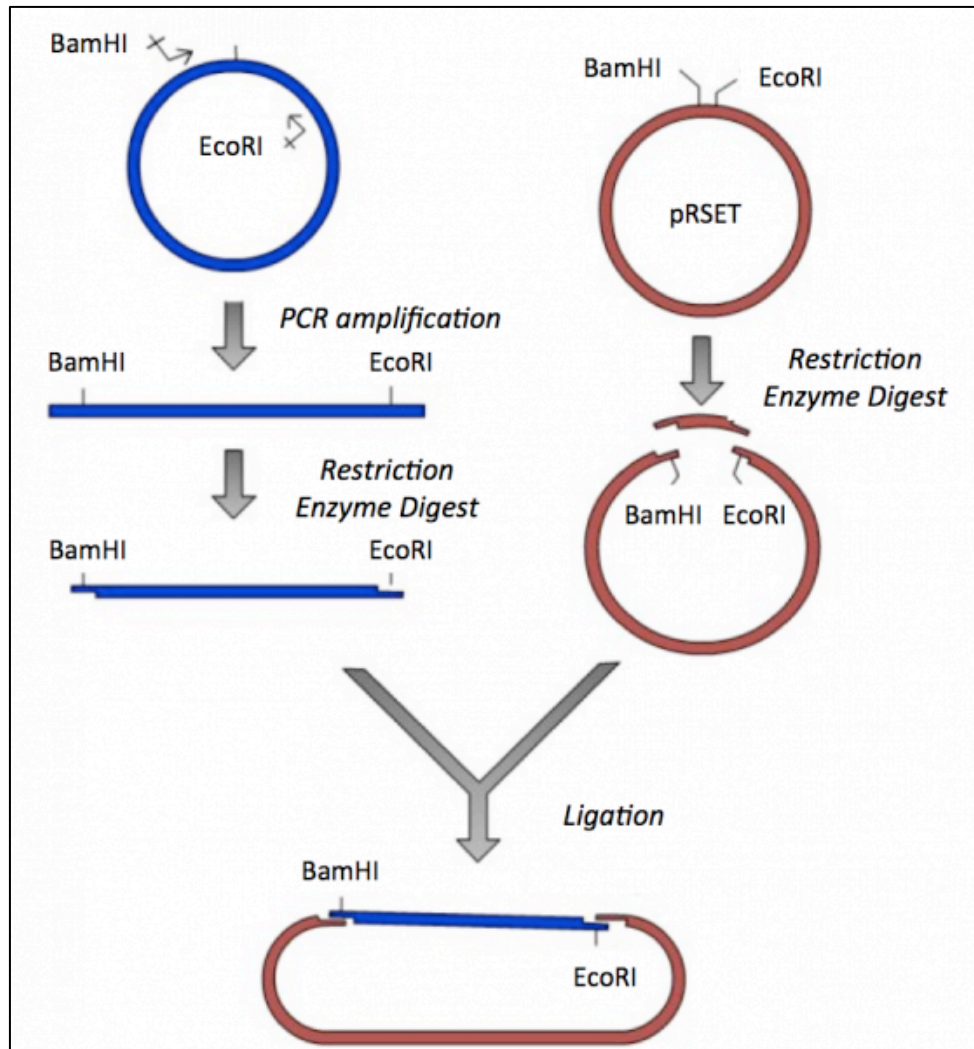 BamHI
EcoRI
PCR amplification
BamHI
EcoRI
Restriction
Enzyme Digest
BamHI
EcoRI
BamHI
EcoRI
pRSET
Restriction
Enzyme Digest
BamHI
EcoRI
Ligation
BamHI
EcoRI